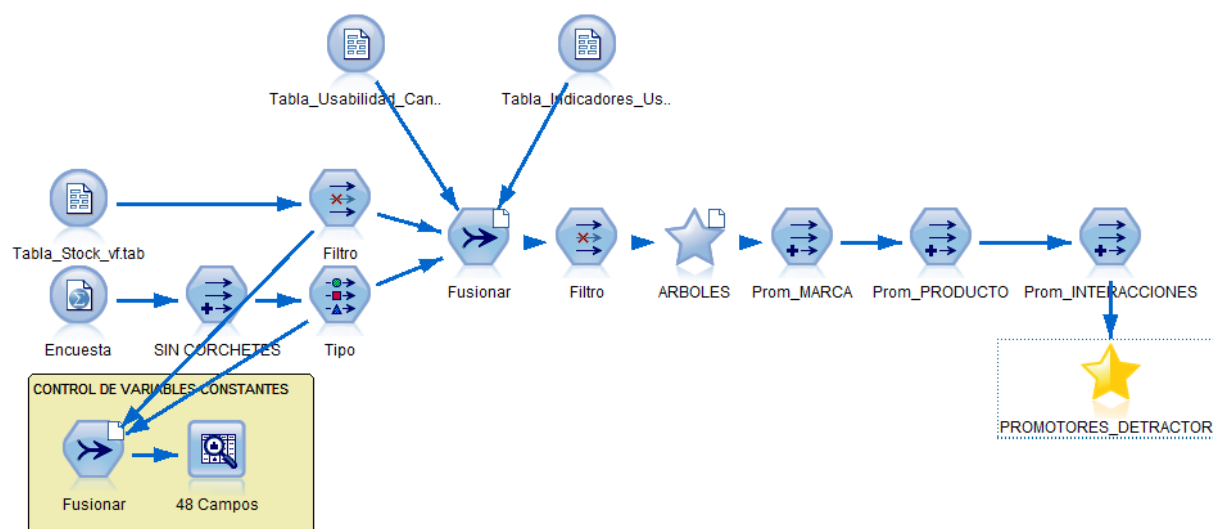 Tabla_Usabilidad_Can..
Tabla_Indicadores_Us..
Tabla_Stock_vf.tab
Filtro
Fusionar
Filtro
ARBOLES
Prom_MARCA
Prom_PRODUCTO
Prom_INTERACCIONES
Encuesta
SIN CORCHETES
Tipo
CONTROL DE VARIABLES CONSTANTES
PROMOTORES_DETRACTOR
Fusionar
48 Campos